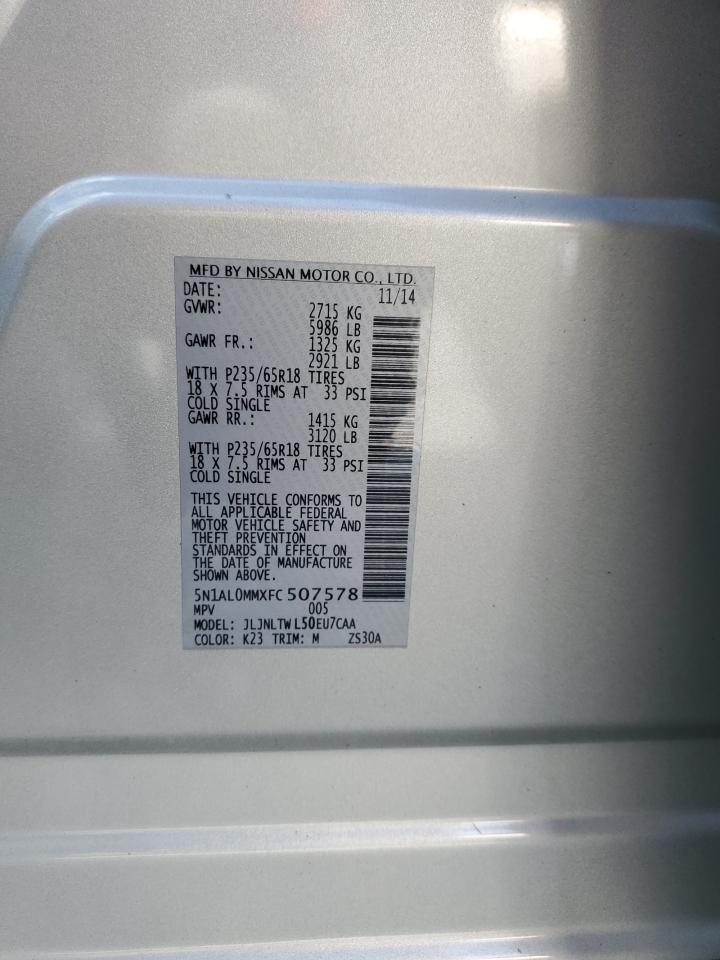 MFD BY NISSAN MOTOR CO., LTD.
DATE: 11/14
GVWR: 2715 KG
5986 LB
GAWR FR.: 1325 KG
2921 LB
WITH P235/65R18 TIRES
18 X 7.5 RIMS AT 33 PSI
COLD SINGLE
GAWR RR.: 1415 KG
3120 LB
WITH P235/65R18 TIRES
18 X 7.5 RIMS AT 33 PSI
COLD SINGLE
THIS VEHICLE CONFORMS TO
ALL APPLICABLE FEDERAL
MOTOR VEHICLE SAFETY AND
THEFT PREVENTION
STANDARDS IN EFFECT ON
THE DATE OF MANUFACTURE
SHOWN ABOVE.
5N1AL0MMXFC507578
MPV 005
MODEL: JLJNLTWL50EU7CAA
COLOR: K23 TRIM: M ZS30A